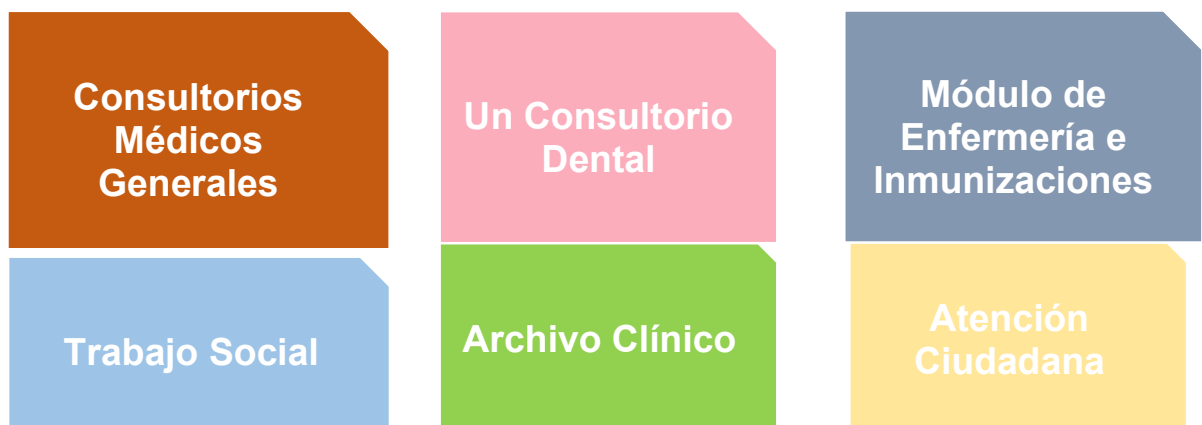 Consultorios
Médicos
Generales
Un Consultorio
Dental
Módulo de
Enfermería e
Inmunizaciones
Trabajo Social
Archivo Clínico
Atención
Ciudadana